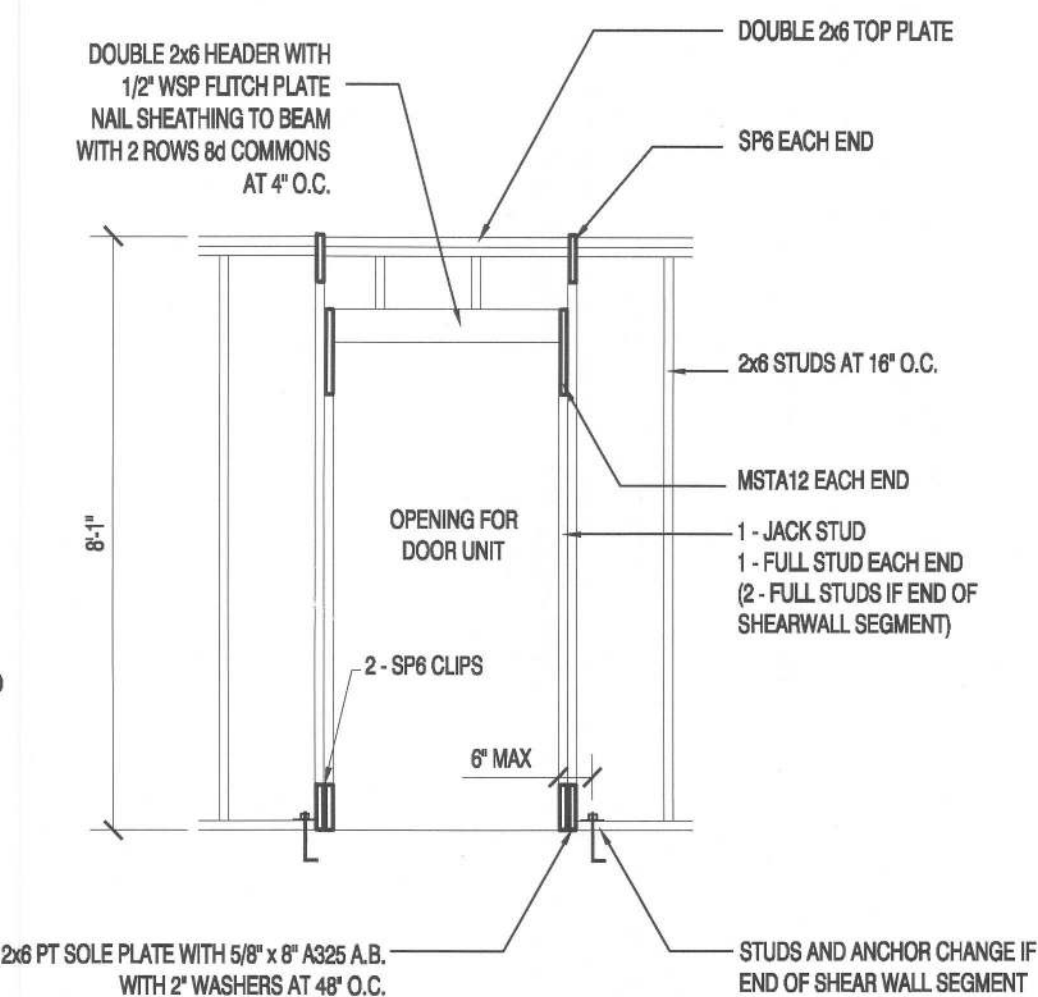 DOUBLE 2x6 HEADER WITH
1/2" WSP FLITCH PLATE
NAIL SHEATHING TO BEAM
WITH 2 ROWS 8d COMMONS
AT 4" O.C.
DOUBLE 2x6 TOP PLATE
SP6 EACH END
2x6 STUDS AT 16" O.C.
MSTA12 EACH END
1 - JACK STUD
1 - FULL STUD EACH END
(2 - FULL STUDS IF END OF
SHEARWALL SEGMENT)
8'-1"
OPENING FOR
DOOR UNIT
2 - SP6 CLIPS
6" MAX
2x6 PT SOLE PLATE WITH 5/8" x 8" A325 A.B.
WITH 2" WASHERS AT 48" O.C.
STUDS AND ANCHOR CHANGE IF
END OF SHEAR WALL SEGMENT